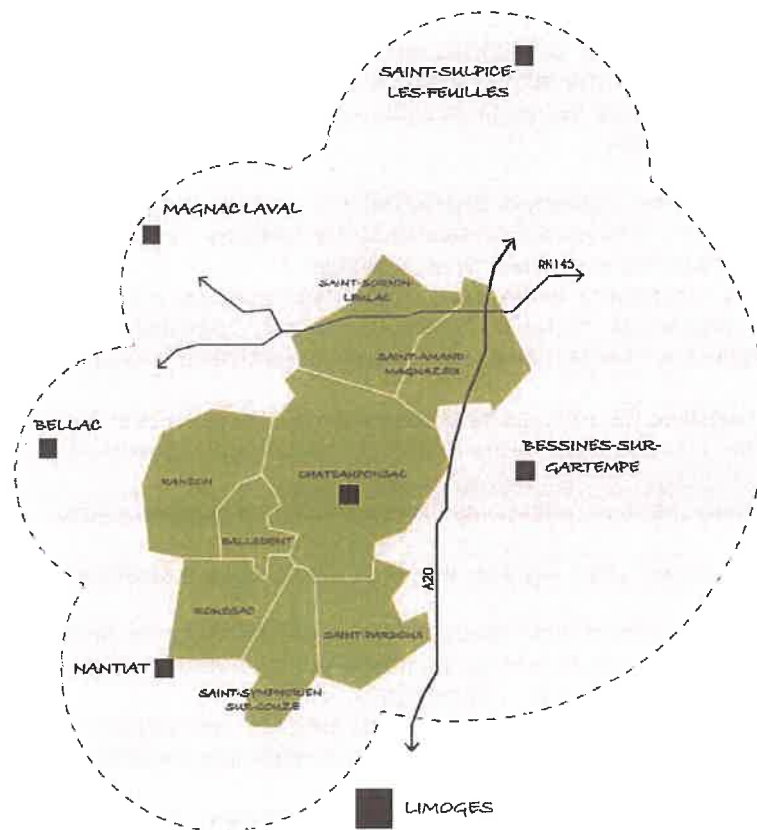 SAINT-SULPICE-
LES-FEUILLES
MAGNAC LAVAL
RN145
SAINT-SORNIN-
LEULAC
SAINT-AMAND-
MAGNAZEIX
BELLAC
BESSINES-SUR-
GARTEMPE
RANCON
CHATEAUPONSAC
BALLEDENT
A20
ROUSSAC
SAINT-PARDOUX
NANTIAT
SAINT-SYMPHORIEN
SUR-COUZE
LIMOGES